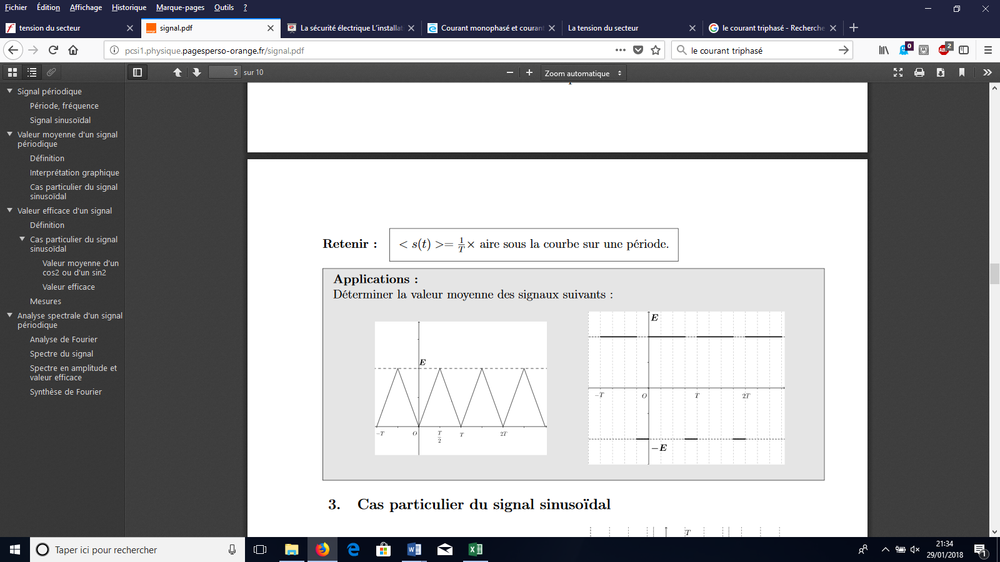 Fichier Édition Affichage Historique Marque-pages Outils ?
tension du secteur
signal.pdf
La sécurité électrique L'installat
Courant monophasé et courant
La tension du secteur
le courant triphasé - Recherche
pcsi1.physique.pagesperso-orange.fr/signal.pdf
le courant triphasé
0
2
5 sur 10
Zoom automatique
Signal périodique
Période, fréquence
Signal sinusoïdal
Valeur moyenne d'un signal
périodique
Définition
Interprétation graphique
Cas particulier du signal
sinusoïdal
Valeur efficace d'un signal
Définition
Cas particulier du signal
sinusoïdal
Valeur moyenne d'un
cos2 ou d'un sin2
Valeur efficace
Mesures
Analyse spectrale d'un signal
périodique
Analyse de Fourier
Spectre du signal
Spectre en amplitude et
valeur efficace
Synthèse de Fourier
Retenir : < s(t) >= 1/T × aire sous la courbe sur une période.
Applications :
Déterminer la valeur moyenne des signaux suivants :
E
−T O T/2 T 2T
E
−T O T 2T
−E
3. Cas particulier du signal sinusoïdal
T
Taper ici pour rechercher
21:34
29/01/2018
1